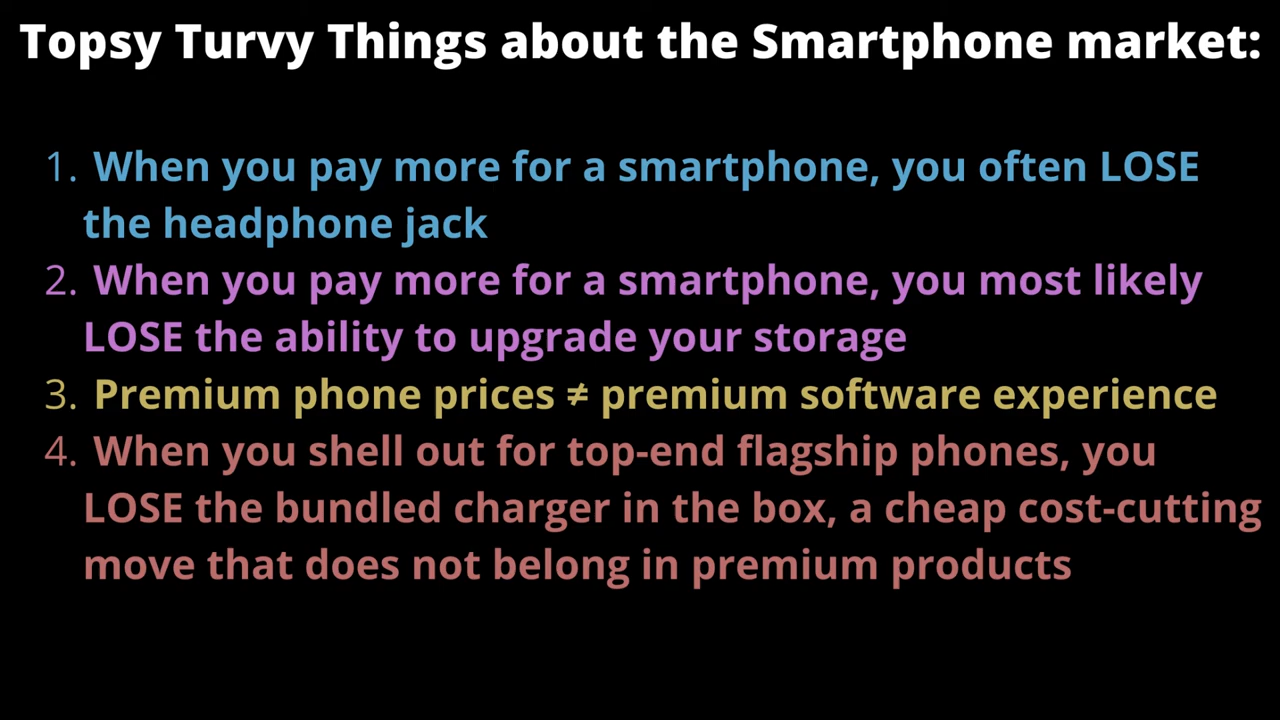 Topsy Turvy Things about the Smartphone market:
1. When you pay more for a smartphone, you often LOSE
the headphone jack
2. When you pay more for a smartphone, you most likely
LOSE the ability to upgrade your storage
3. Premium phone prices ≠ premium software experience
4. When you shell out for top-end flagship phones, you
LOSE the bundled charger in the box, a cheap cost-cutting
move that does not belong in premium products